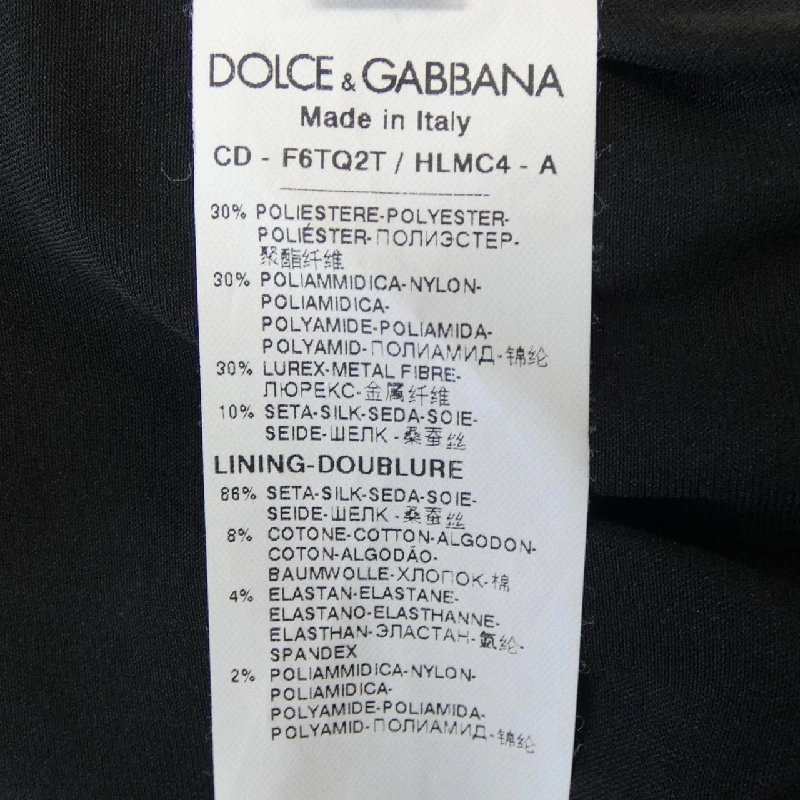 DOLCE & GABBANA
Made in Italy
CD - F6TQ2T / HLMC4 - A
30% POLIESTERE-POLYESTER-
POLIÉSTER-ПОЛИЭСТЕР-
聚酯纤维
30% POLIAMMIDICA-NYLON-
POLIAMIDICA-
POLYAMIDE-POLIAMIDA-
POLYAMID-ПОЛИАМИД-锦纶
30% LUREX-METAL FIBRE-
ЛЮРЕКС-金属纤维
10% SETA-SILK-SEDA-SOIE-
SEIDE-ШЕЛК-桑蚕丝
LINING-DOUBLURE
86% SETA-SILK-SEDA-SOIE-
SEIDE-ШЕЛК-桑蚕丝
8% COTONE-COTTON-ALGODON-
COTON-ALGODÃO-
BAUMWOLLE-ХЛОПОК-棉
4% ELASTAN-ELASTANE-
ELASTANO-ELASTHANNE-
ELASTHAN-ЭЛАСТАН-氨纶-
SPANDEX
2% POLIAMMIDICA-NYLON-
POLIAMIDICA-
POLYAMIDE-POLIAMIDA-
POLYAMID-ПОЛИАМИД-锦纶